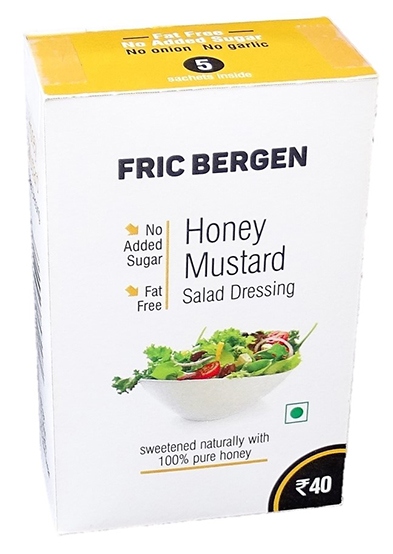 Fat Free
No Added Sugar
No onion No garlic
5
sachets inside
FRIC BERGEN
No
Added
Sugar
Fat
Free
Honey
Mustard
Salad Dressing
sweetened naturally with
100% pure honey
₹40